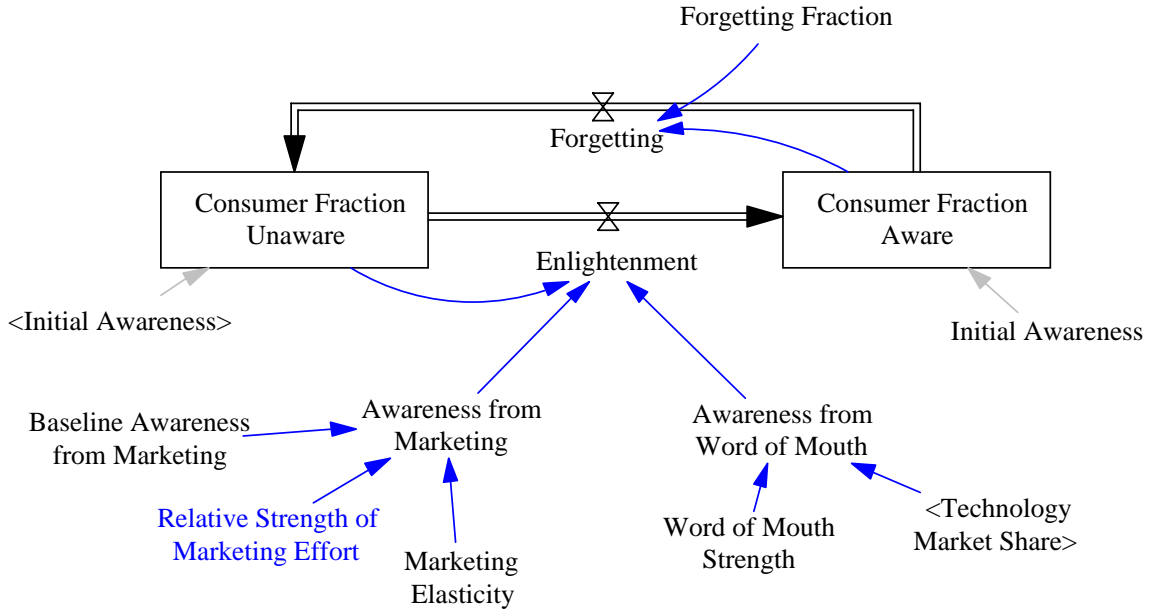 Forgetting Fraction
Forgetting
Consumer Fraction
Unaware
Consumer Fraction
Aware
Enlightenment
<Initial Awareness>
Initial Awareness
Baseline Awareness
from Marketing
Awareness from
Marketing
Awareness from
Word of Mouth
Relative Strength of
Marketing Effort
Marketing
Elasticity
Word of Mouth
Strength
<Technology
Market Share>